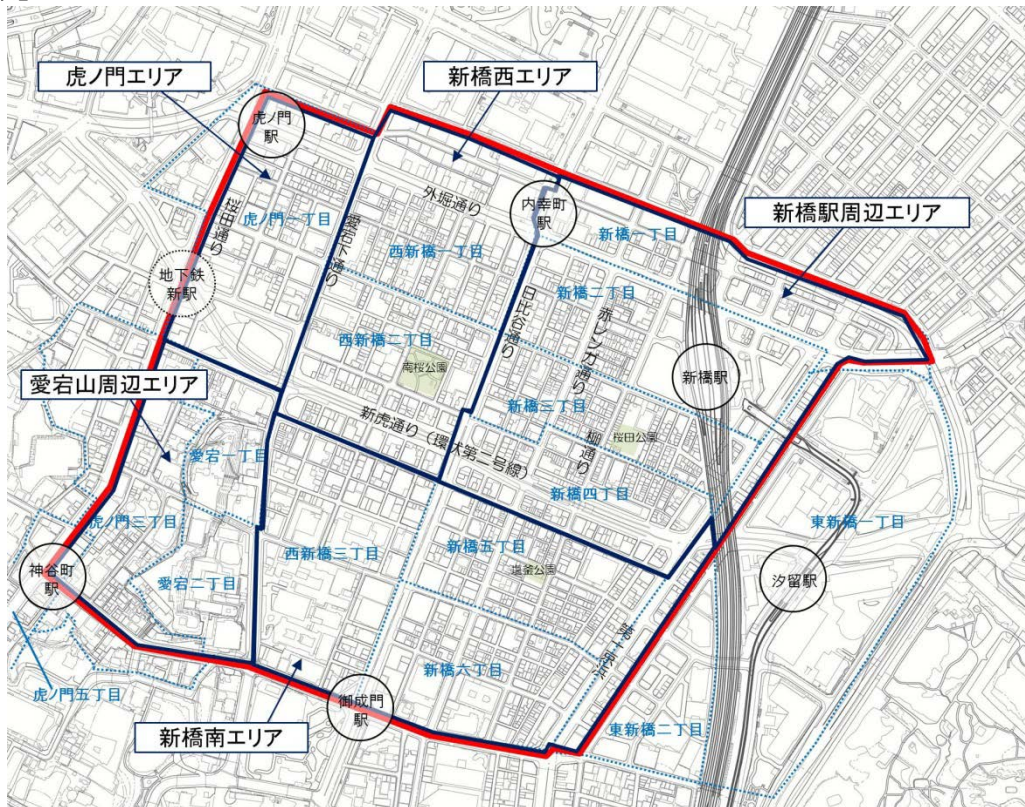 虎ノ門エリア
新橋西エリア
虎ノ門
駅
外堀通り
内幸町
駅
新橋一丁目
新橋駅周辺エリア
虎ノ門一丁目
桜田通り
愛宕下通り
西新橋一丁目
地下鉄
新駅
日比谷通り
新橋二丁目
赤レンガ通り
西新橋二丁目
南桜公園
新橋駅
愛宕山周辺エリア
新橋三丁目
桜田公園
柳通り
新虎通り(環状第二号線)
愛宕一丁目
新橋四丁目
虎ノ門三丁目
東新橋一丁目
西新橋三丁目
新橋五丁目
神谷町
駅
愛宕二丁目
塩釜公園
汐留駅
第一京浜
新橋六丁目
虎ノ門五丁目
御成門
駅
東新橋二丁目
新橋南エリア